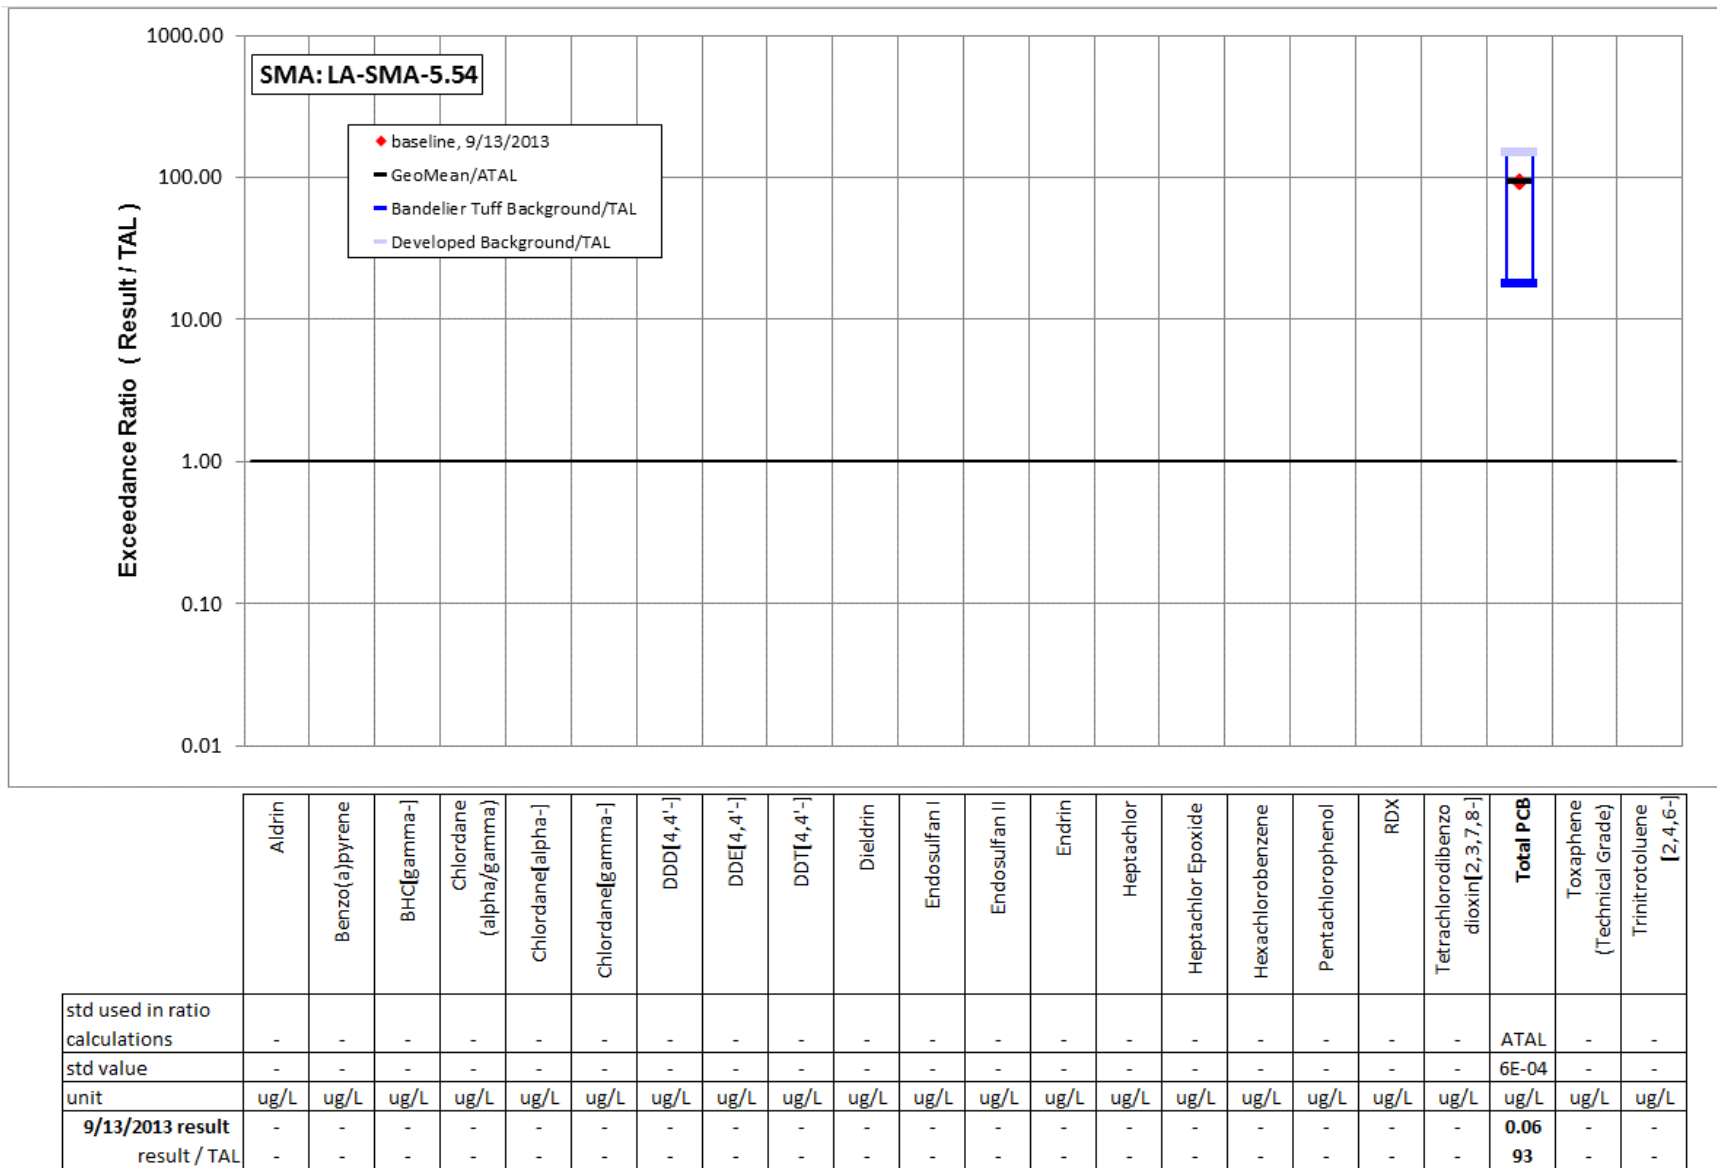 1000.00
SMA: LA-SMA-5.54
baseline, 9/13/2013
GeoMean/ATAL
Bandelier Tuff Background/TAL
Developed Background/TAL
100.00
10.00
1.00
0.10
0.01
Exceedance Ratio ( Result / TAL )
Aldrin
Benzo(a)pyrene
BHC[gamma-]
Chlordane
(alpha/gamma)
Chlordane[alpha-]
Chlordane[gamma-]
DDD[4,4'-]
DDE[4,4'-]
DDT[4,4'-]
Dieldrin
Endosulfan I
Endosulfan II
Endrin
Heptachlor
Heptachlor Epoxide
Hexachlorobenzene
Pentachlorophenol
RDX
Tetrachlorodibenzo
dioxin[2,3,7,8-]
Total PCB
Toxaphene
(Technical Grade)
Trinitrotoluene
[2,4,6-]
std used in ratio
calculations - - - - - - - - - - - - - - - - - - - ATAL - -
std value - - - - - - - - - - - - - - - - - - - 6E-04 - -
unit ug/L ug/L ug/L ug/L ug/L ug/L ug/L ug/L ug/L ug/L ug/L ug/L ug/L ug/L ug/L ug/L ug/L ug/L ug/L ug/L ug/L ug/L
9/13/2013 result - - - - - - - - - - - - - - - - - - - 0.06 - -
result / TAL - - - - - - - - - - - - - - - - - - - 93 - -